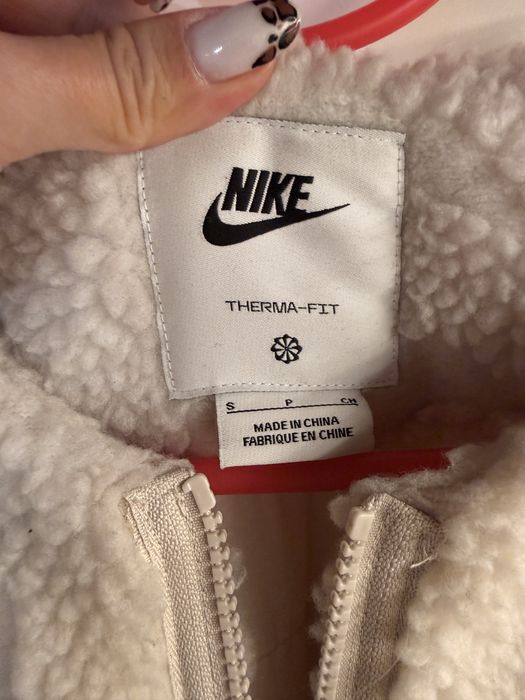 NIKE
THERMA-FIT
S P CH
MADE IN CHINA
FABRIQUE EN CHINE